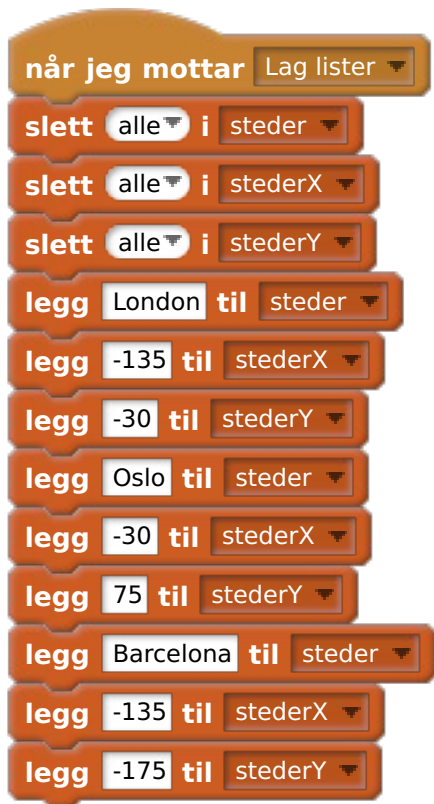 når jeg mottar Lag lister
slett alle i steder
slett alle i stederX
slett alle i stederY
legg London til steder
legg -135 til stederX
legg -30 til stederY
legg Oslo til steder
legg -30 til stederX
legg 75 til stederY
legg Barcelona til steder
legg -135 til stederX
legg -175 til stederY